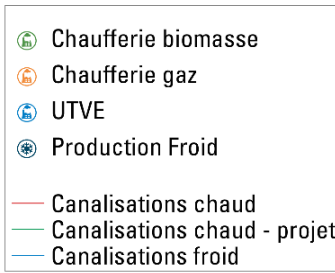 Chaufferie biomasse
Chaufferie gaz
UTVE
Production Froid
Canalisations chaud
Canalisations chaud - projet
Canalisations froid